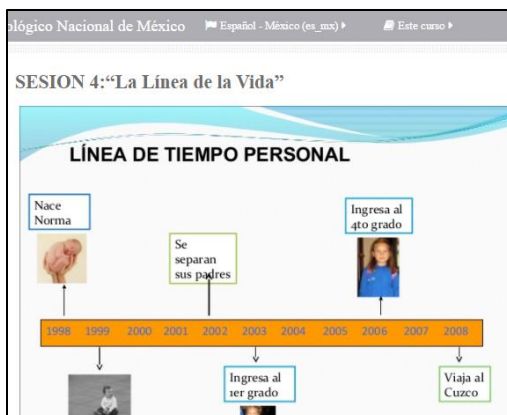 ológico Nacional de México Español - México (es_mx) Este curso
SESION 4:“La Línea de la Vida”
LÍNEA DE TIEMPO PERSONAL
Nace
Norma
Ingresa al
4to grado
Se
separan
sus padres
1998 1999 2000 2001 2002 2003 2004 2005 2006 2007 2008
Ingresa al
1er grado
Viaja al
Cuzco